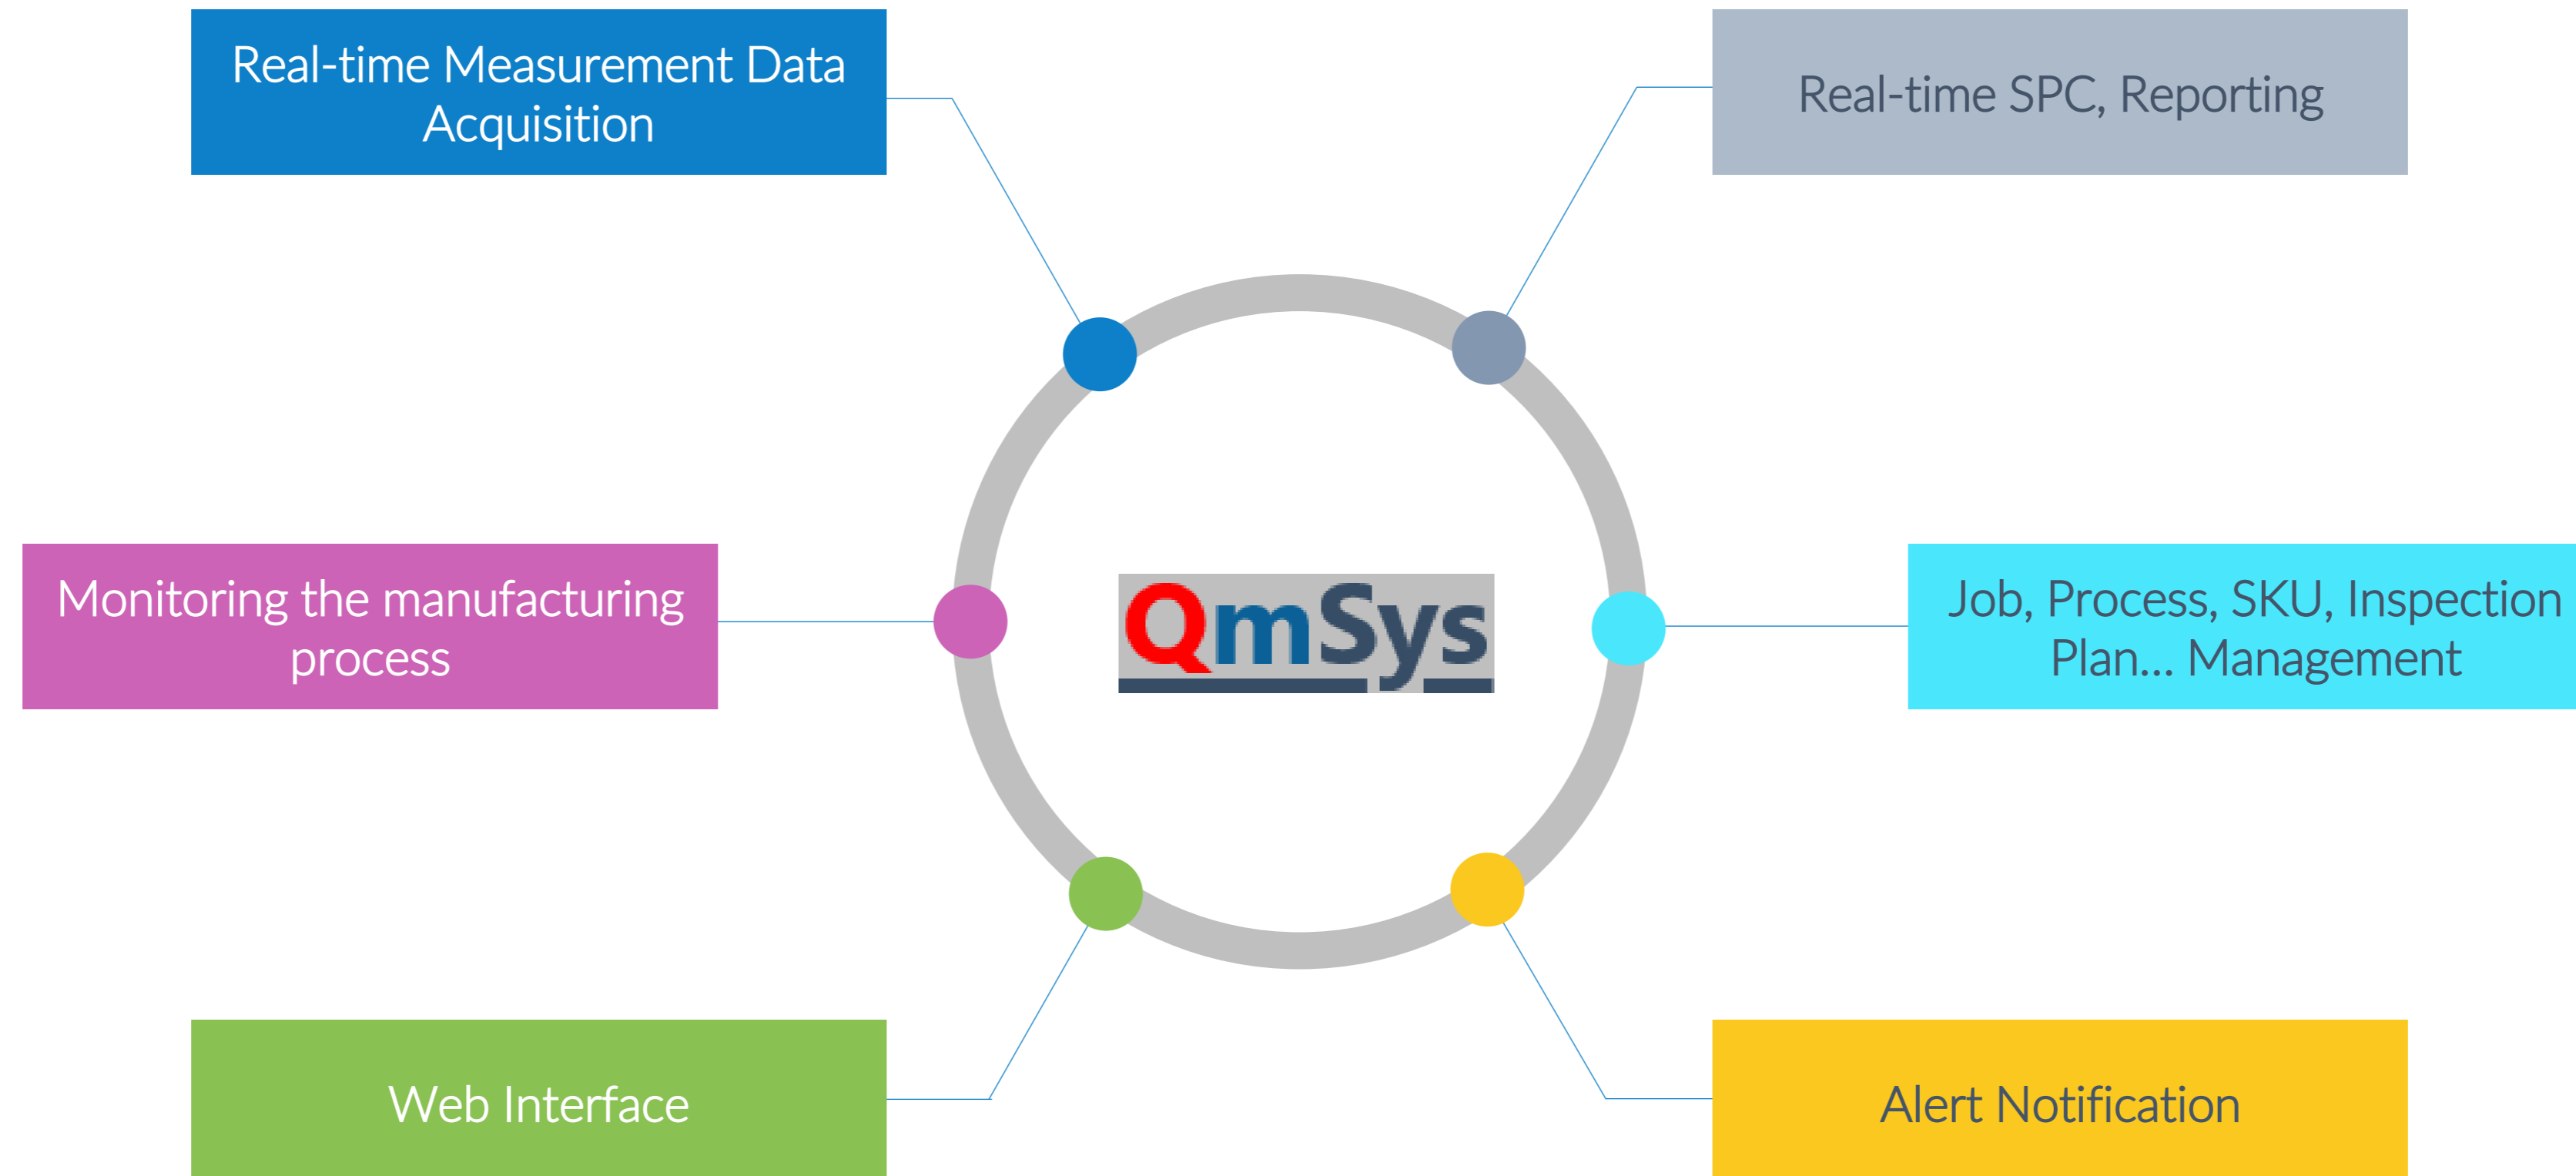 Real-time Measurement Data
Acquisition
Real-time SPC, Reporting
Monitoring the manufacturing
process
QmSys
Job, Process, SKU, Inspection
Plan... Management
Web Interface
Alert Notification